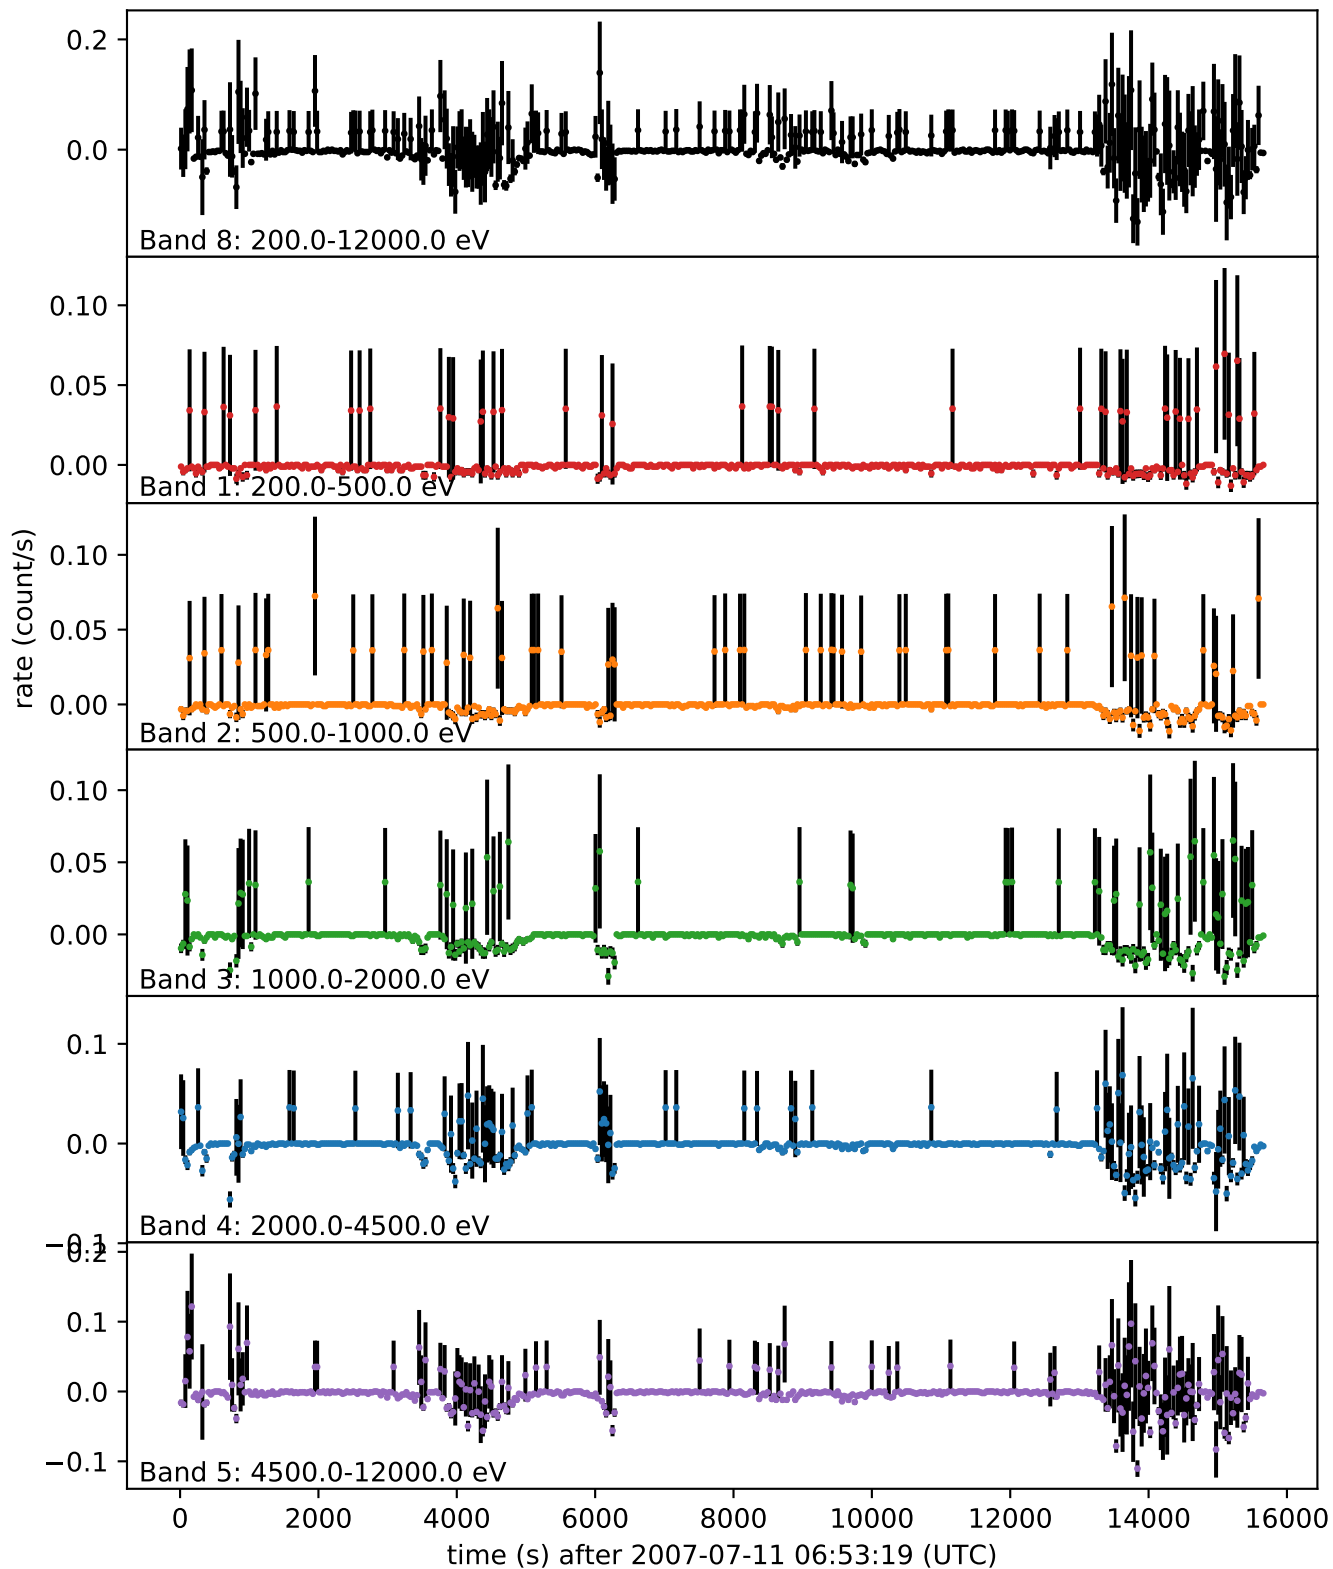 0.2
0.0
Band 8: 200.0-12000.0 eV
0.10
0.05
0.00
Band 1: 200.0-500.0 eV
rate (count/s)
0.10
0.05
0.00
Band 2: 500.0-1000.0 eV
0.10
0.05
0.00
Band 3: 1000.0-2000.0 eV
0.1
0.0
Band 4: 2000.0-4500.0 eV
−0.1
0.2
0.1
0.0
−0.1
Band 5: 4500.0-12000.0 eV
0 2000 4000 6000 8000 10000 12000 14000 16000
time (s) after 2007-07-11 06:53:19 (UTC)